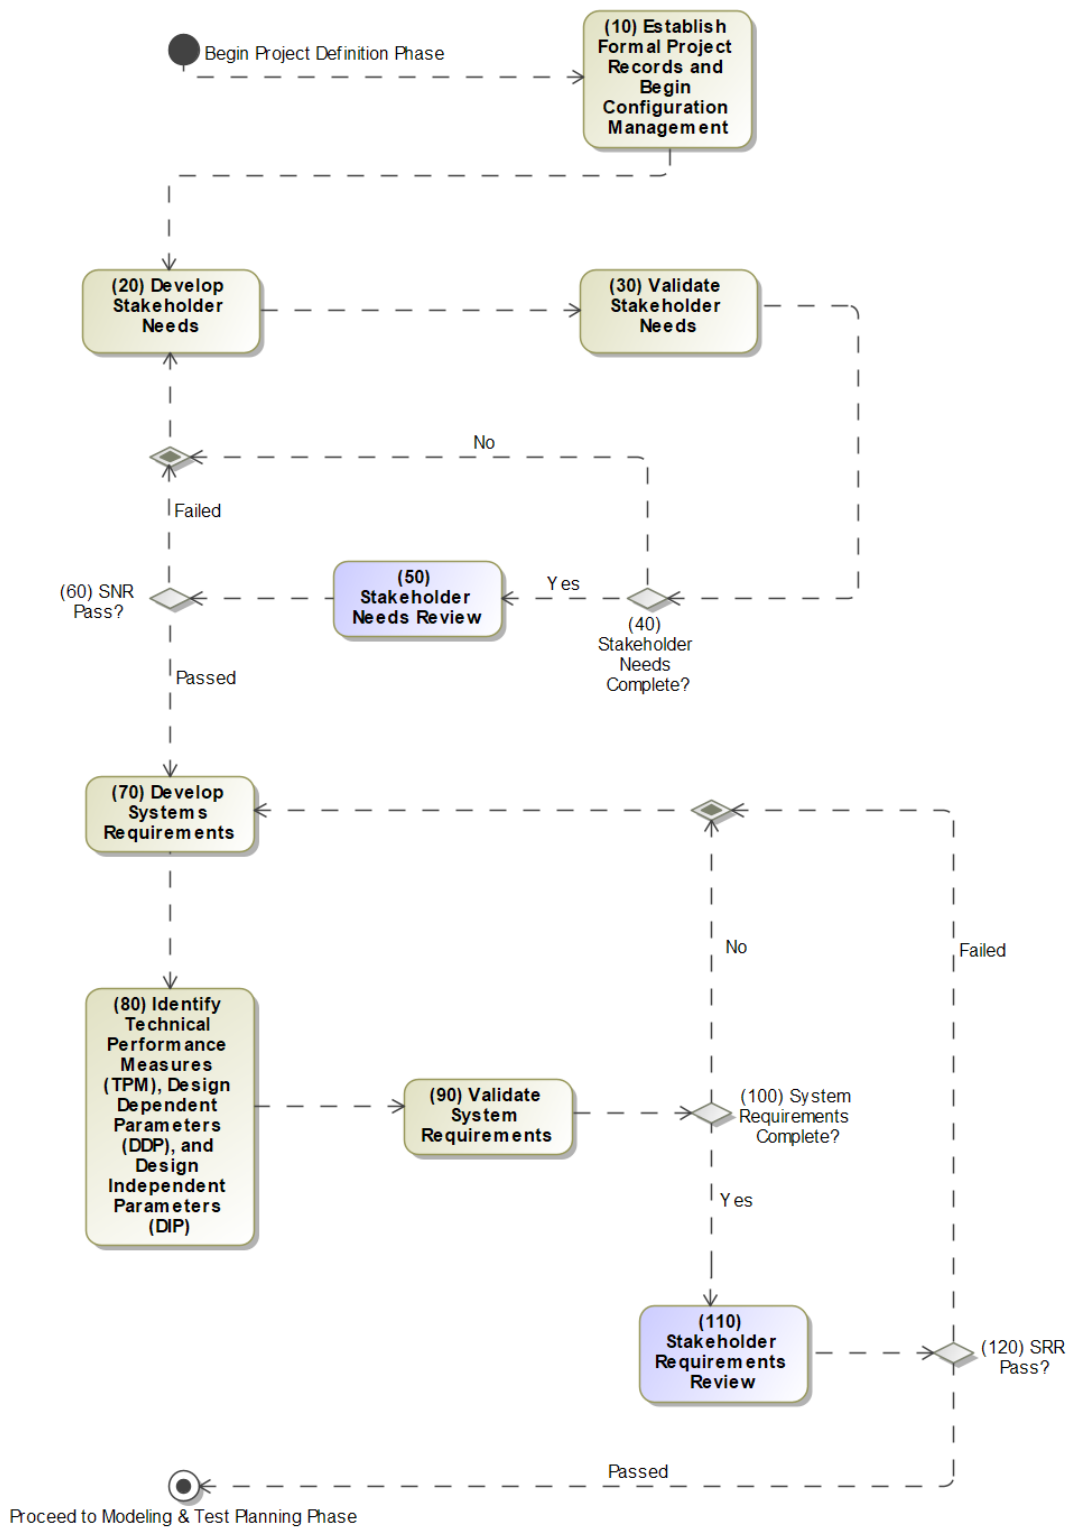 Begin Project Definition Phase
(10) Establish
Formal Project
Records and
Begin
Configuration
Management
(20) Develop
Stakeholder
Needs
(30) Validate
Stakeholder
Needs
No
Failed
(60) SNR
Pass?
(50)
Stakeholder
Needs Review
Yes
(40)
Stakeholder
Needs
Complete?
Passed
(70) Develop
Systems
Requirements
No
Failed
(80) Identify
Technical
Performance
Measures
(TPM), Design
Dependent
Parameters
(DDP), and
Design
Independent
Parameters
(DIP)
(90) Validate
System
Requirements
(100) System
Requirements
Complete?
Yes
(110)
Stakeholder
Requirements
Review
(120) SRR
Pass?
Passed
Proceed to Modeling & Test Planning Phase